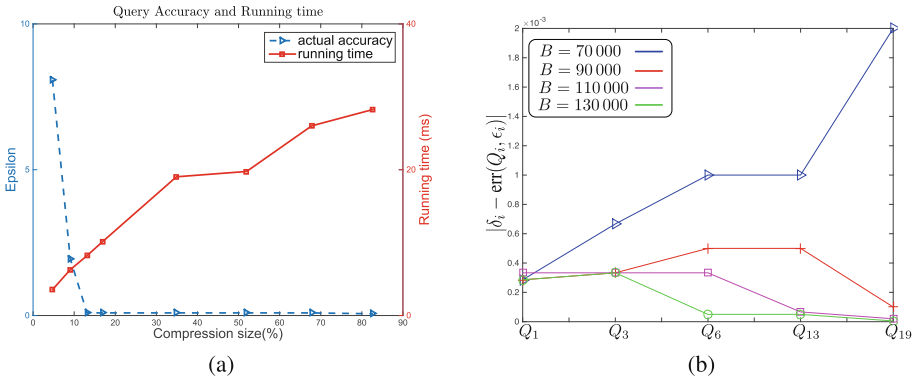 Query Accuracy and Running time
10
5
0
Epsilon
actual accuracy
running time
40
20
0
Running time (ms)
0 10 20 30 40 50 60 70 80 90
Compression size(%)
(a)
×10⁻³
2
1.8
1.6
1.4
1.2
1
0.8
0.6
0.4
0.2
0
|δᵢ − err(Qᵢ, ϵᵢ)|
B = 70 000
B = 90 000
B = 110 000
B = 130 000
Q₁ Q₃ Q₆ Q₁₃ Q₁₉
(b)